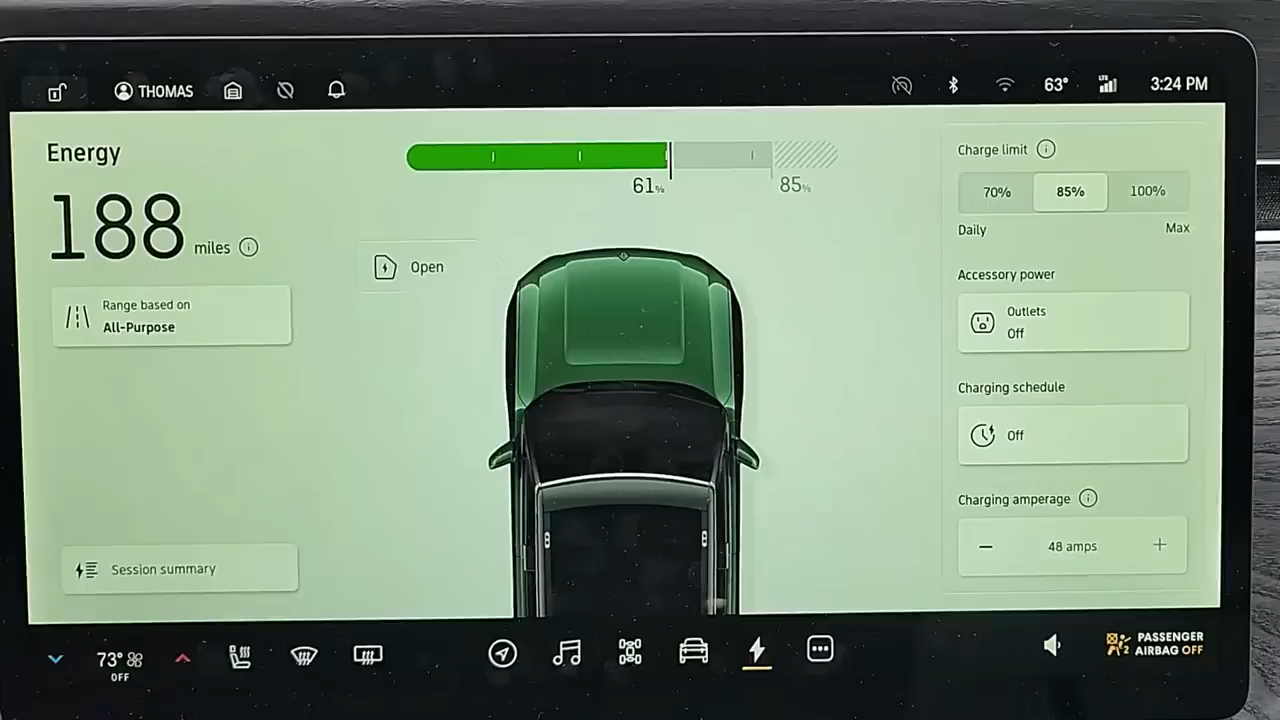 THOMAS
63°
LTE
3:24 PM
Energy
188 miles
Range based on
All-Purpose
Session summary
61%
85%
Open
Charge limit
70% 85% 100%
Daily Max
Accessory power
Outlets
Off
Charging schedule
Off
Charging amperage
— 48 amps +
73°
OFF
PASSENGER
AIRBAG OFF
2